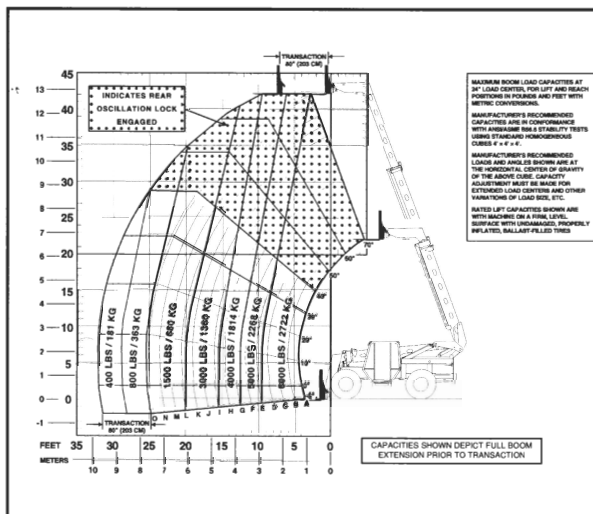 TRANSACTION
80" (203 CM)
INDICATES REAR
OSCILLATION LOCK
ENGAGED
MAXIMUM BOOM LOAD CAPACITIES AT
24" LOAD CENTER, FOR LIFT AND REACH
POSITIONS IN POUNDS AND FEET WITH
METRIC CONVERSIONS.
MANUFACTURER'S RECOMMENDED
CAPACITIES ARE IN CONFORMANCE
WITH ANSI/ASME B56.6 STABILITY TESTS
USING STANDARD HOMOGENEOUS
CUBES 4' x 4' x 4'.
MANUFACTURER'S RECOMMENDED
LOADS AND ANGLES SHOWN ARE AT
THE HORIZONTAL CENTER OF GRAVITY
OF THE ABOVE CUBE. CAPACITY
ADJUSTMENT MUST BE MADE FOR
EXTENDED LOAD CENTERS AND OTHER
VARIATIONS OF LOAD SIZE, ETC.
RATED LIFT CAPACITIES SHOWN ARE
WITH MACHINE ON A FIRM, LEVEL
SURFACE WITH UNDAMAGED, PROPERLY
INFLATED, BALLAST-FILLED TIRES
45
13
40
12
11
35
10
30
9
8
25
7
20
6
5
15
4
10
3
2
5
1
0
0
-1
70°
60°
50°
40°
30°
20°
10°
400 LBS / 181 KG
800 LBS / 363 KG
1500 LBS / 680 KG
3000 LBS / 1360 KG
4000 LBS / 1814 KG
5000 LBS / 2268 KG
6000 LBS / 2722 KG
TRANSACTION
80" (203 CM)
O N M L K J I H G F E D C B A
FEET 35 30 25 20 15 10 5 0
METERS 10 9 8 7 6 5 4 3 2 1 0
CAPACITIES SHOWN DEPICT FULL BOOM
EXTENSION PRIOR TO TRANSACTION